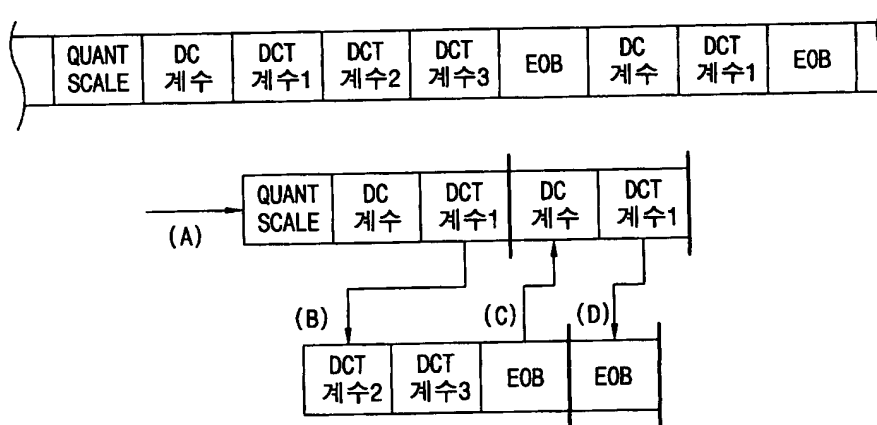 QUANT SCALE
DC 계수
DCT 계수1
DCT 계수2
DCT 계수3
EOB
DC 계수
DCT 계수1
EOB
(A)
QUANT SCALE
DC 계수
DCT 계수1
DC 계수
DCT 계수1
(B)
(C)
(D)
DCT 계수2
DCT 계수3
EOB
EOB